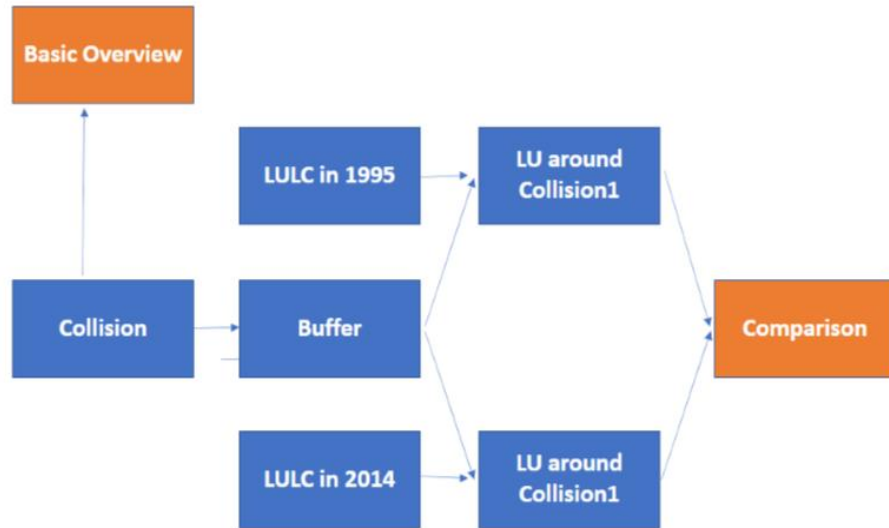 Basic Overview
LULC in 1995
LU around
Collision1
Collision
Buffer
Comparison
LULC in 2014
LU around
Collision1